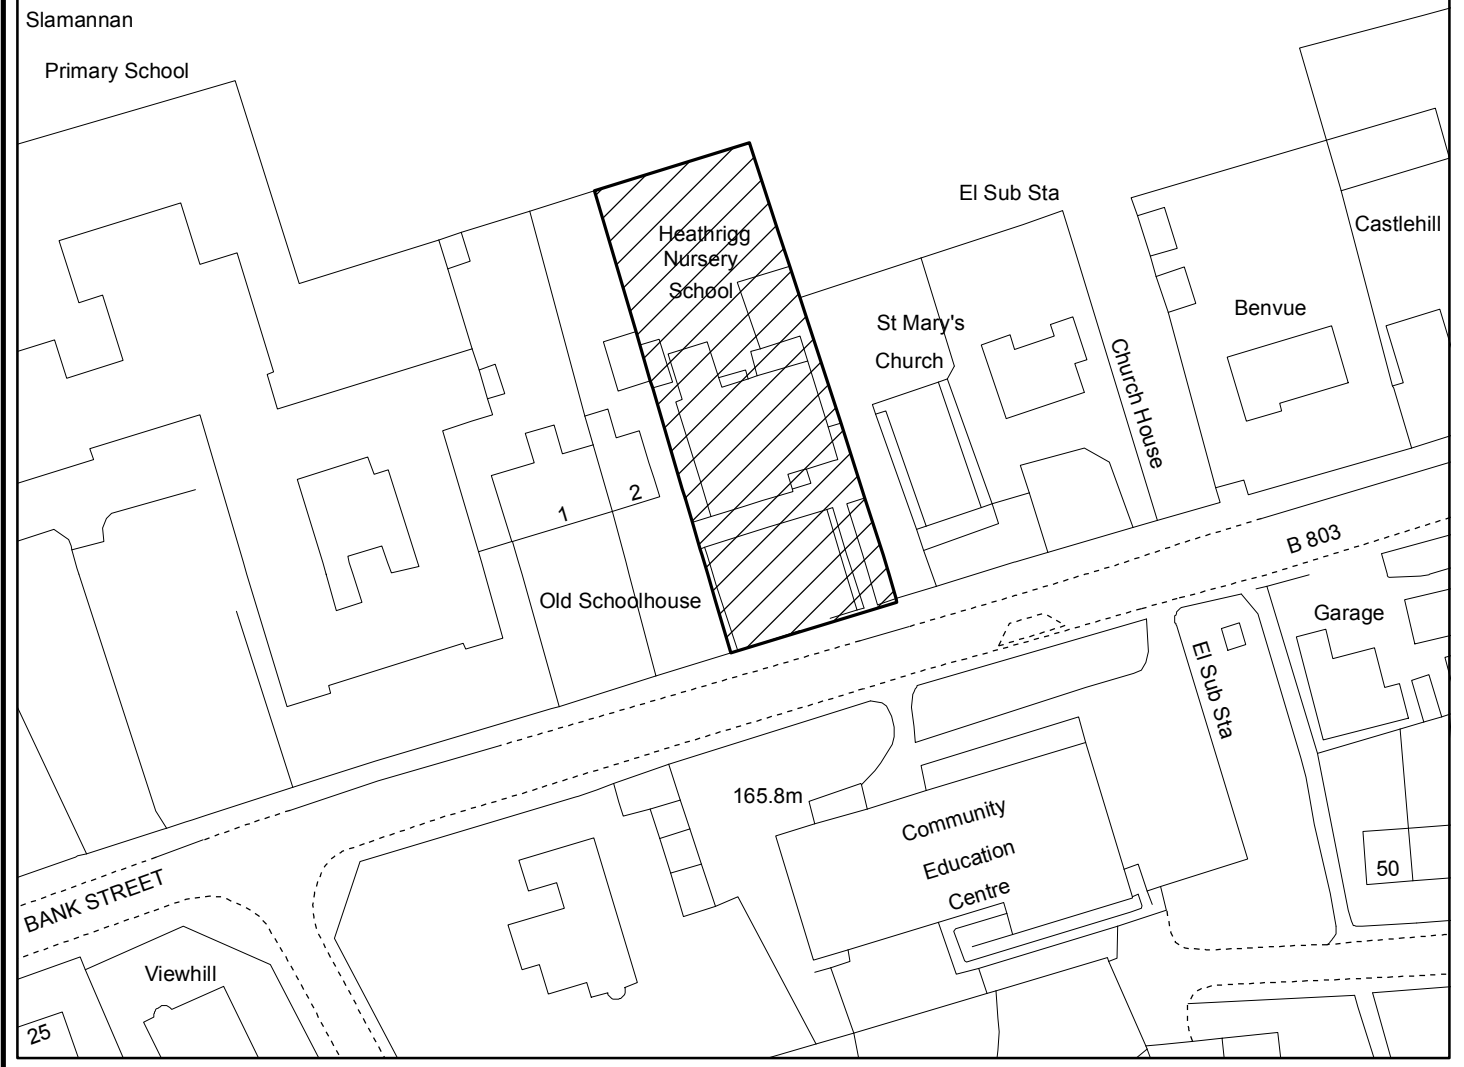 Slamannan
Primary School
El Sub Sta
Castlehill
Heathrigg
Nursery
School
Benvue
St Mary's
Church
Church House
1
2
B 803
Old Schoolhouse
Garage
El Sub Sta
165.8m
Community
Education
Centre
50
BANK STREET
Viewhill
25